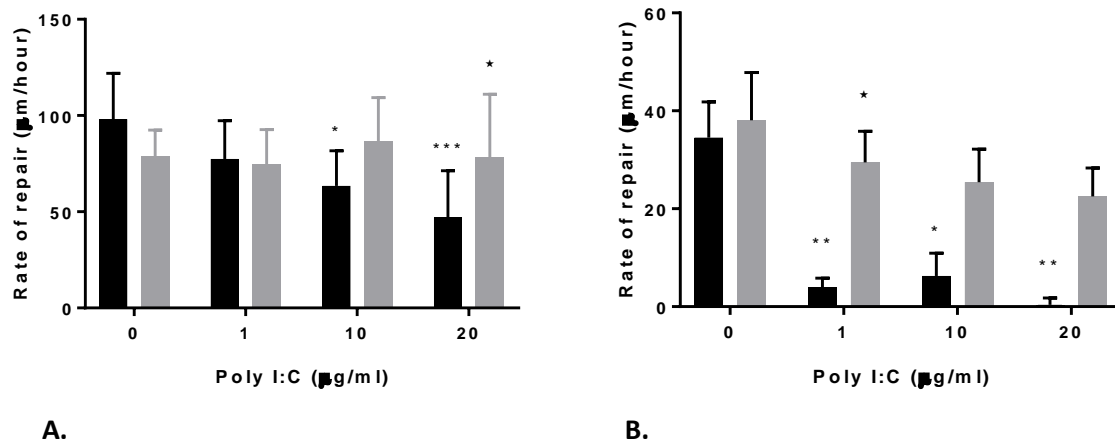 150
100
50
0
Rate of repair (μm/hour)
*
***
★
0 1 10 20
Poly I:C (μg/ml)
A.
60
40
20
0
Rate of repair (μm/hour)
**
★
*
**
0 1 10 20
Poly I:C (μg/ml)
B.